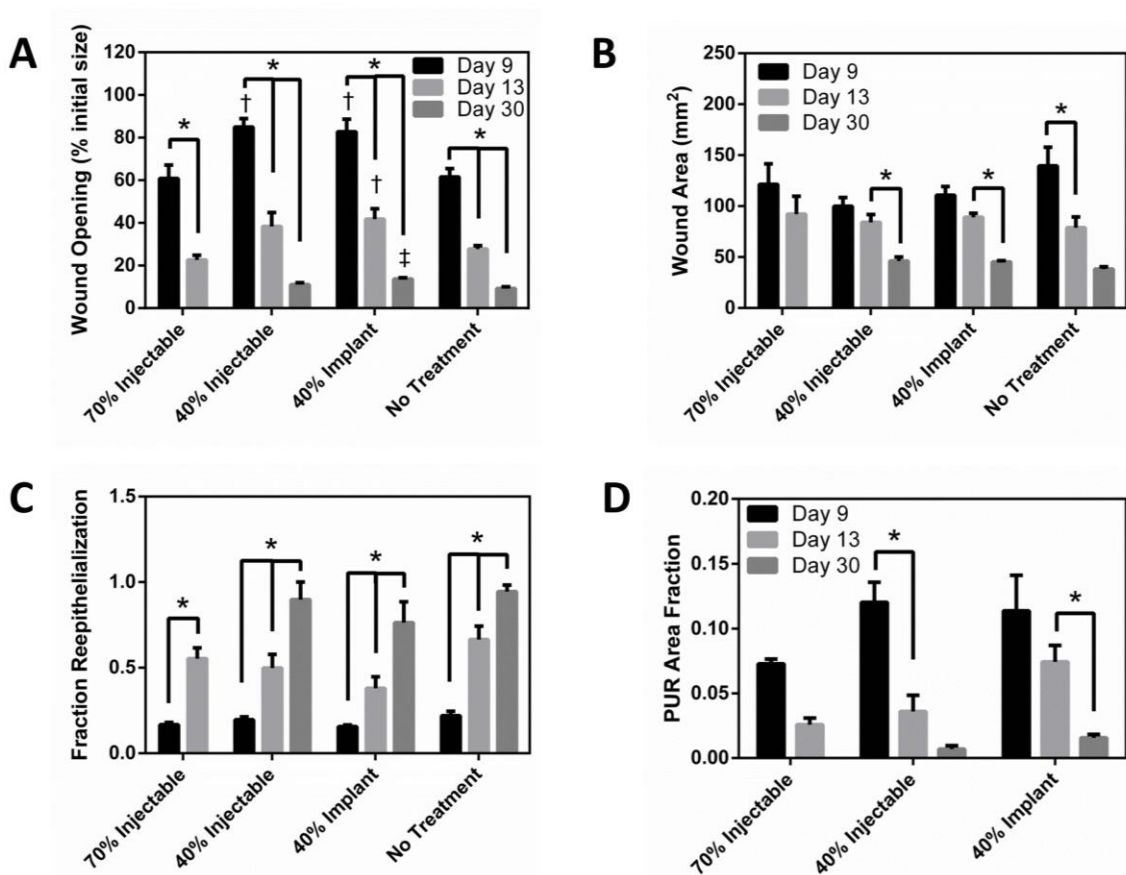 A
Wound Opening (% initial size)
120
100
80
60
40
20
0
Day 9
Day 13
Day 30
*
†
*
†
*
†
‡
*
70% Injectable
40% Injectable
40% Implant
No Treatment
B
Wound Area (mm²)
250
200
150
100
50
0
Day 9
Day 13
Day 30
*
*
*
70% Injectable
40% Injectable
40% Implant
No Treatment
C
Fraction Reepithelialization
1.5
1.0
0.5
0.0
*
*
*
*
70% Injectable
40% Injectable
40% Implant
No Treatment
D
PUR Area Fraction
0.20
0.15
0.10
0.05
0.00
Day 9
Day 13
Day 30
*
*
70% Injectable
40% Injectable
40% Implant